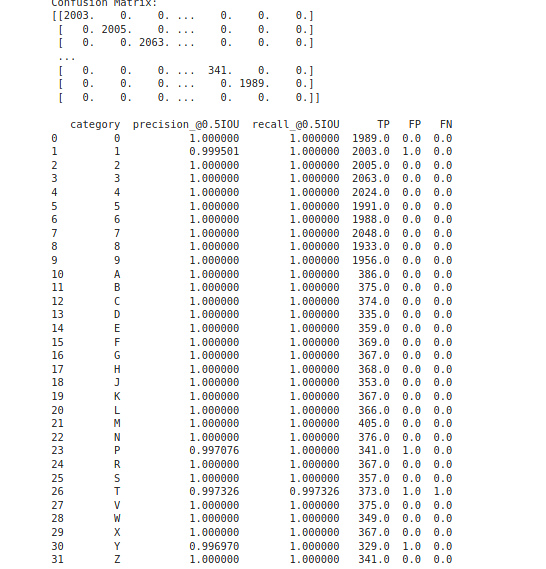 Confusion Matrix:
[[2003. 0. 0. ... 0. 0. 0.]
[ 0. 2005. 0. ... 0. 0. 0.]
[ 0. 0. 2063. ... 0. 0. 0.]
...
[ 0. 0. 0. ... 341. 0. 0.]
[ 0. 0. 0. ... 0. 1989. 0.]
[ 0. 0. 0. ... 0. 0. 0.]]
category precision_@0.5IOU recall_@0.5IOU TP FP FN
0 0 1.000000 1.000000 1989.0 0.0 0.0
1 1 0.999501 1.000000 2003.0 1.0 0.0
2 2 1.000000 1.000000 2005.0 0.0 0.0
3 3 1.000000 1.000000 2063.0 0.0 0.0
4 4 1.000000 1.000000 2024.0 0.0 0.0
5 5 1.000000 1.000000 1991.0 0.0 0.0
6 6 1.000000 1.000000 1988.0 0.0 0.0
7 7 1.000000 1.000000 2048.0 0.0 0.0
8 8 1.000000 1.000000 1933.0 0.0 0.0
9 9 1.000000 1.000000 1956.0 0.0 0.0
10 A 1.000000 1.000000 386.0 0.0 0.0
11 B 1.000000 1.000000 375.0 0.0 0.0
12 C 1.000000 1.000000 374.0 0.0 0.0
13 D 1.000000 1.000000 335.0 0.0 0.0
14 E 1.000000 1.000000 359.0 0.0 0.0
15 F 1.000000 1.000000 369.0 0.0 0.0
16 G 1.000000 1.000000 367.0 0.0 0.0
17 H 1.000000 1.000000 368.0 0.0 0.0
18 J 1.000000 1.000000 353.0 0.0 0.0
19 K 1.000000 1.000000 367.0 0.0 0.0
20 L 1.000000 1.000000 366.0 0.0 0.0
21 M 1.000000 1.000000 405.0 0.0 0.0
22 N 1.000000 1.000000 376.0 0.0 0.0
23 P 0.997076 1.000000 341.0 1.0 0.0
24 R 1.000000 1.000000 367.0 0.0 0.0
25 S 1.000000 1.000000 357.0 0.0 0.0
26 T 0.997326 0.997326 373.0 1.0 1.0
27 V 1.000000 1.000000 375.0 0.0 0.0
28 W 1.000000 1.000000 349.0 0.0 0.0
29 X 1.000000 1.000000 367.0 0.0 0.0
30 Y 0.996970 1.000000 329.0 1.0 0.0
31 Z 1.000000 1.000000 341.0 0.0 0.0